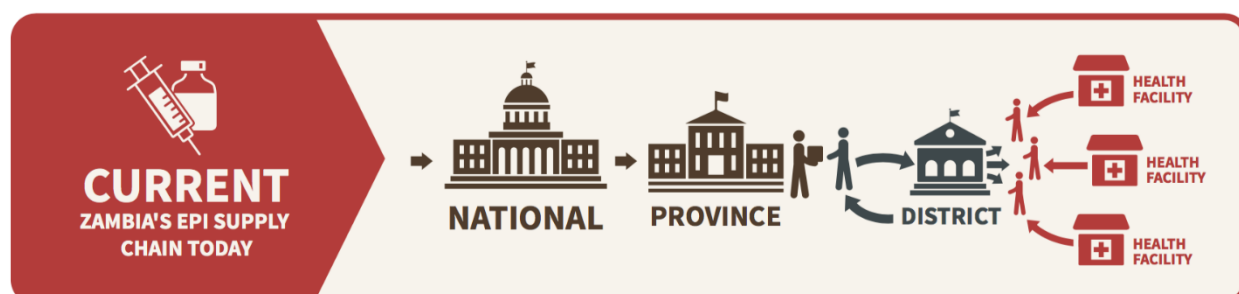 CURRENT
ZAMBIA'S EPI SUPPLY
CHAIN TODAY
NATIONAL
PROVINCE
DISTRICT
HEALTH
FACILITY
HEALTH
FACILITY
HEALTH
FACILITY